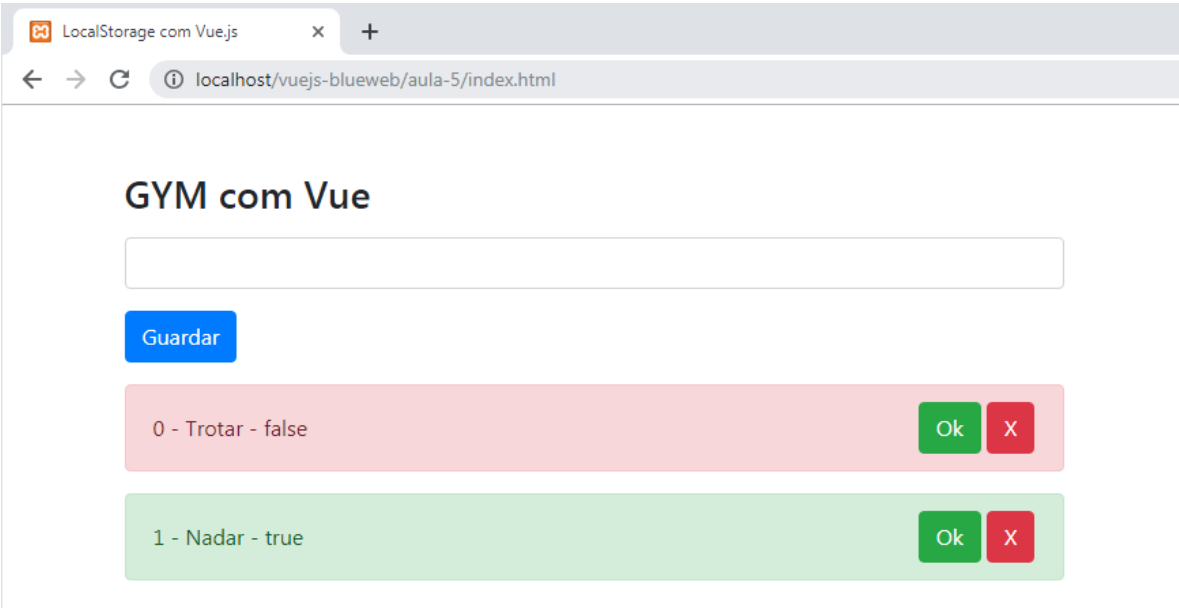 LocalStorage com Vue.js
localhost/vuejs-blueweb/aula-5/index.html
GYM com Vue
Guardar
0 - Trotar - false Ok X
1 - Nadar - true Ok X